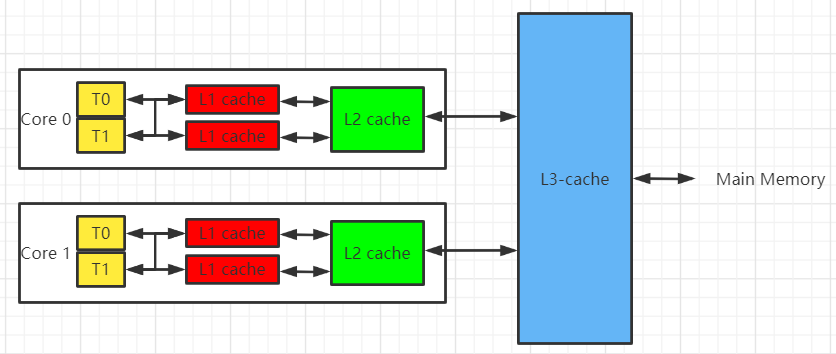 Core 0
T0
T1
L1 cache
L1 cache
L2 cache
Core 1
T0
T1
L1 cache
L1 cache
L2 cache
L3-cache
Main Memory